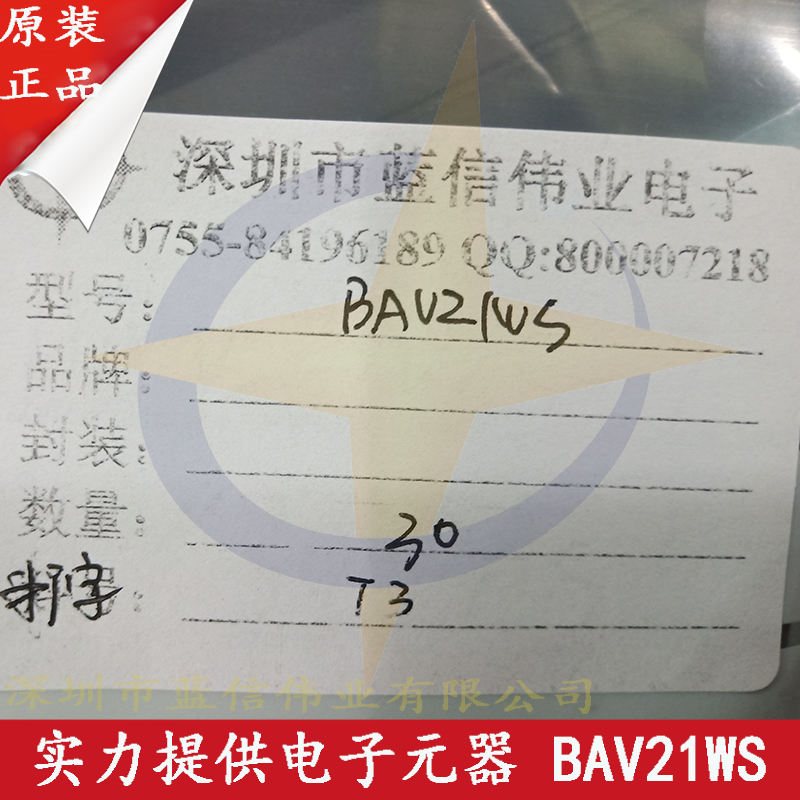 原装
正品
深圳市蓝信伟业电子
0755-84196189 QQ:800007218
型号: BAV21WS
品牌:
封装:
数量: 30
丝印: T3
深圳市蓝信伟业有限公司
实力提供电子元器 BAV21WS